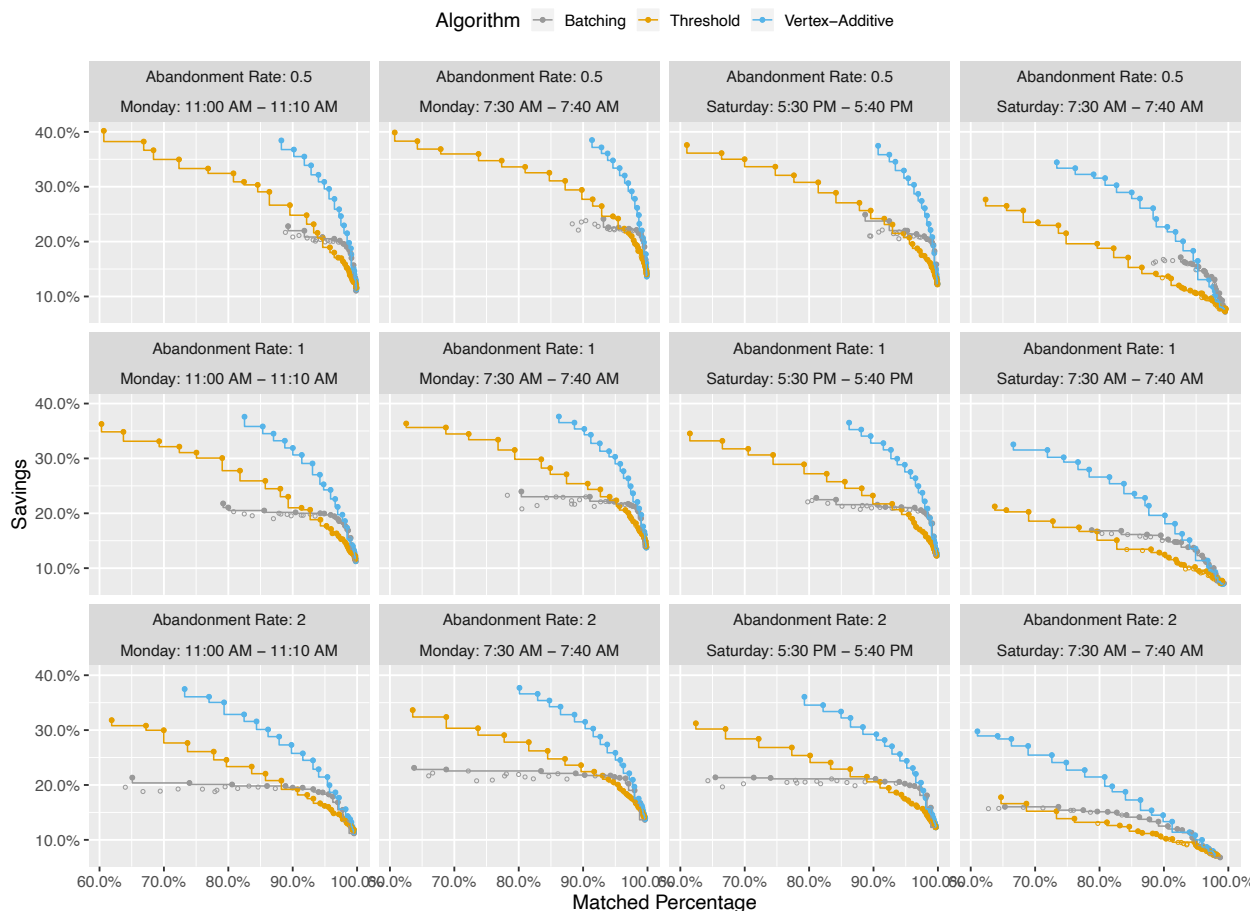 Algorithm Batching Threshold Vertex−Additive
Abandonment Rate: 0.5 Abandonment Rate: 0.5 Abandonment Rate: 0.5 Abandonment Rate: 0.5
Monday: 11:00 AM − 11:10 AM Monday: 7:30 AM − 7:40 AM Saturday: 5:30 PM − 5:40 PM Saturday: 7:30 AM − 7:40 AM
40.0%
30.0%
20.0%
10.0%
Abandonment Rate: 1 Abandonment Rate: 1 Abandonment Rate: 1 Abandonment Rate: 1
Monday: 11:00 AM − 11:10 AM Monday: 7:30 AM − 7:40 AM Saturday: 5:30 PM − 5:40 PM Saturday: 7:30 AM − 7:40 AM
40.0%
30.0%
Savings
20.0%
10.0%
Abandonment Rate: 2 Abandonment Rate: 2 Abandonment Rate: 2 Abandonment Rate: 2
Monday: 11:00 AM − 11:10 AM Monday: 7:30 AM − 7:40 AM Saturday: 5:30 PM − 5:40 PM Saturday: 7:30 AM − 7:40 AM
40.0%
30.0%
20.0%
10.0%
60.0% 70.0% 80.0% 90.0% 100.0% 60.0% 70.0% 80.0% 90.0% 100.0% 60.0% 70.0% 80.0% 90.0% 100.0% 60.0% 70.0% 80.0% 90.0% 100.0%
Matched Percentage